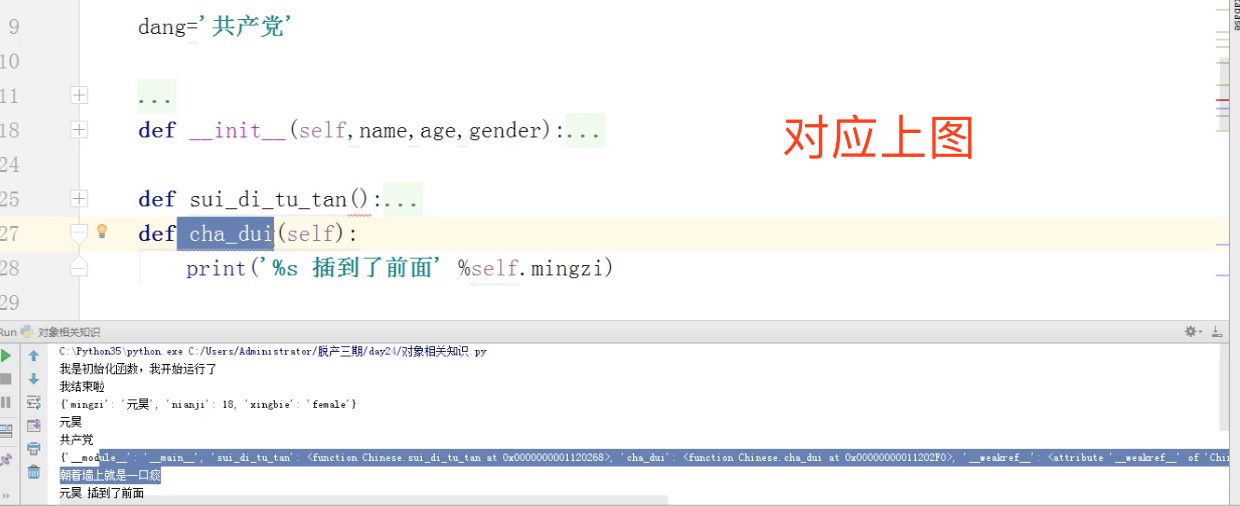 9 dang='共产党'
10
11 ...
18 def __init__(self,name,age,gender):...
对应上图
24
25 def sui_di_tu_tan():...
27 def cha_dui(self):
28 print('%s 插到了前面' %self.mingzi)
29
Run 对象相关知识
C:\Python35\python.exe C:/Users/Administrator/脱产三期/day24/对象相关知识.py
我是初始化函数，我开始运行了
我结束啦
{'mingzi': '元昊', 'nianji': 18, 'xingbie': 'female'}
元昊
共产党
{'__module__': '__main__', 'sui_di_tu_tan': <function Chinese.sui_di_tu_tan at 0x0000000001120268>, 'cha_dui': <function Chinese.cha_dui at 0x00000000011202F0>, '__weakref__': <attribute '__weakref__' of 'Chi
朝着墙上就是一口痰
元昊 插到了前面